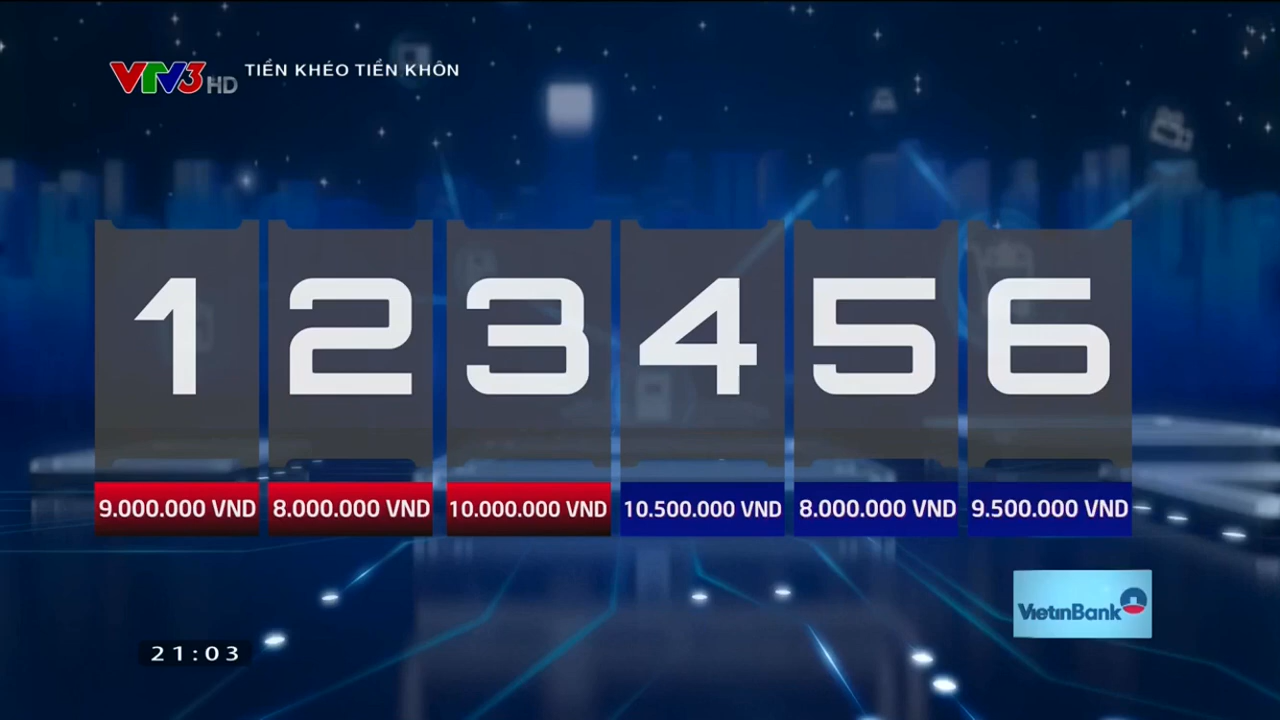 VTV3 HD TIỀN KHÉO TIỀN KHÔN
1 2 3 4 5 6
9.000.000 VND 8.000.000 VND 10.000.000 VND 10.500.000 VND 8.000.000 VND 9.500.000 VND
VietinBank
21:03